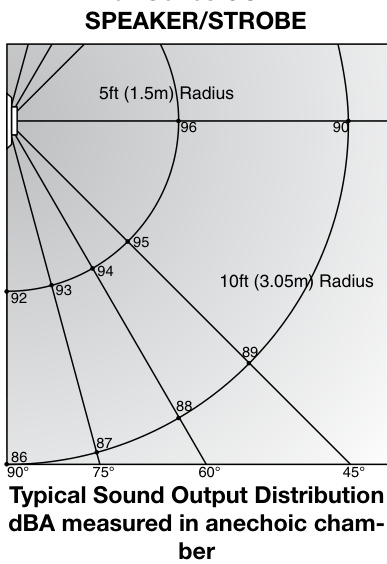 SPEAKER/STROBE
5ft (1.5m) Radius
96
90
95
94
93
92
10ft (3.05m) Radius
89
88
87
86
90° 75° 60° 45°
Typical Sound Output Distribution
dBA measured in anechoic cham-
ber